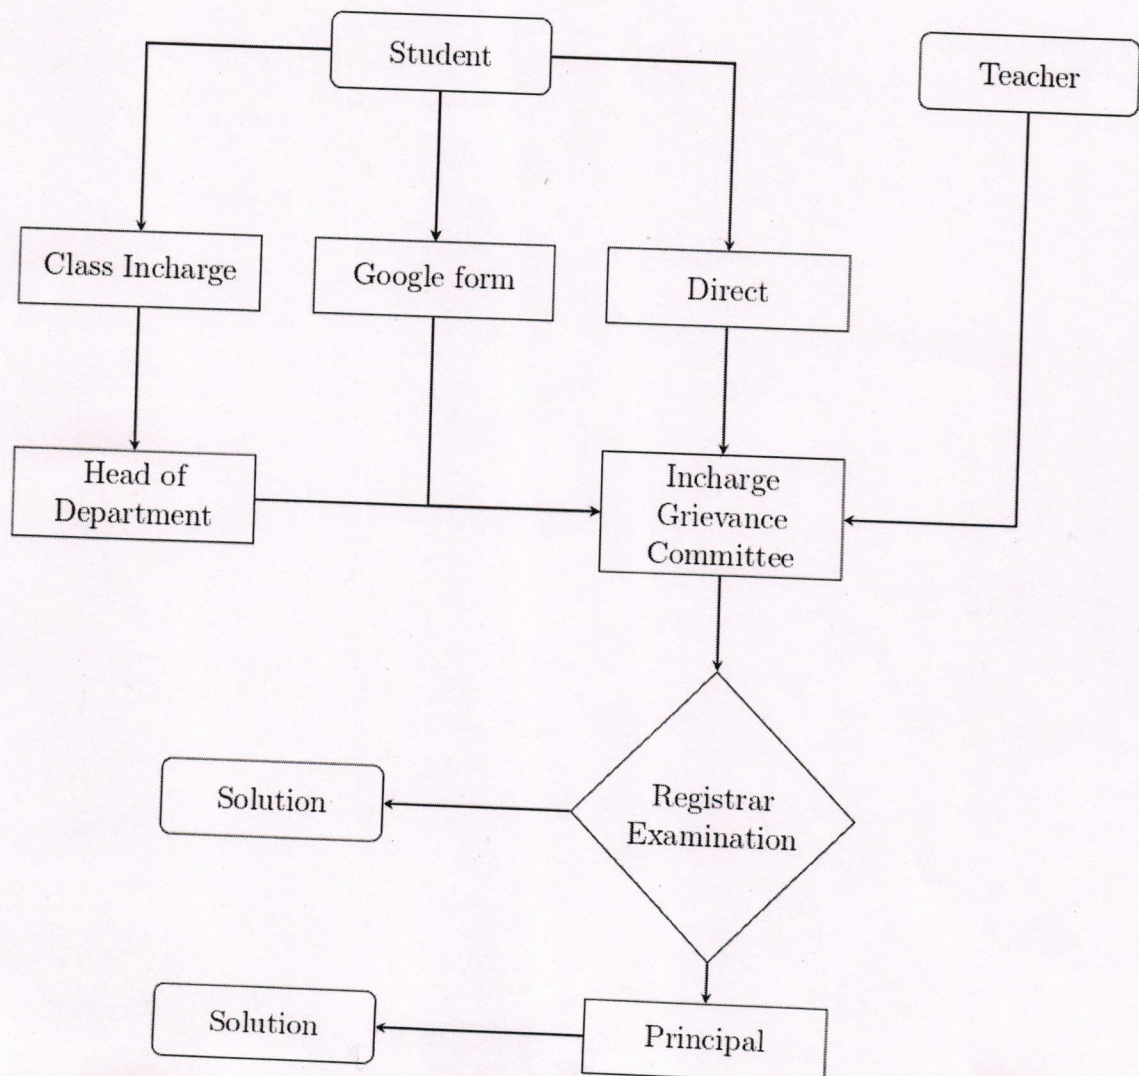 Student
Teacher
Class Incharge
Google form
Direct
Head of
Department
Incharge
Grievance
Committee
Solution
Registrar
Examination
Solution
Principal